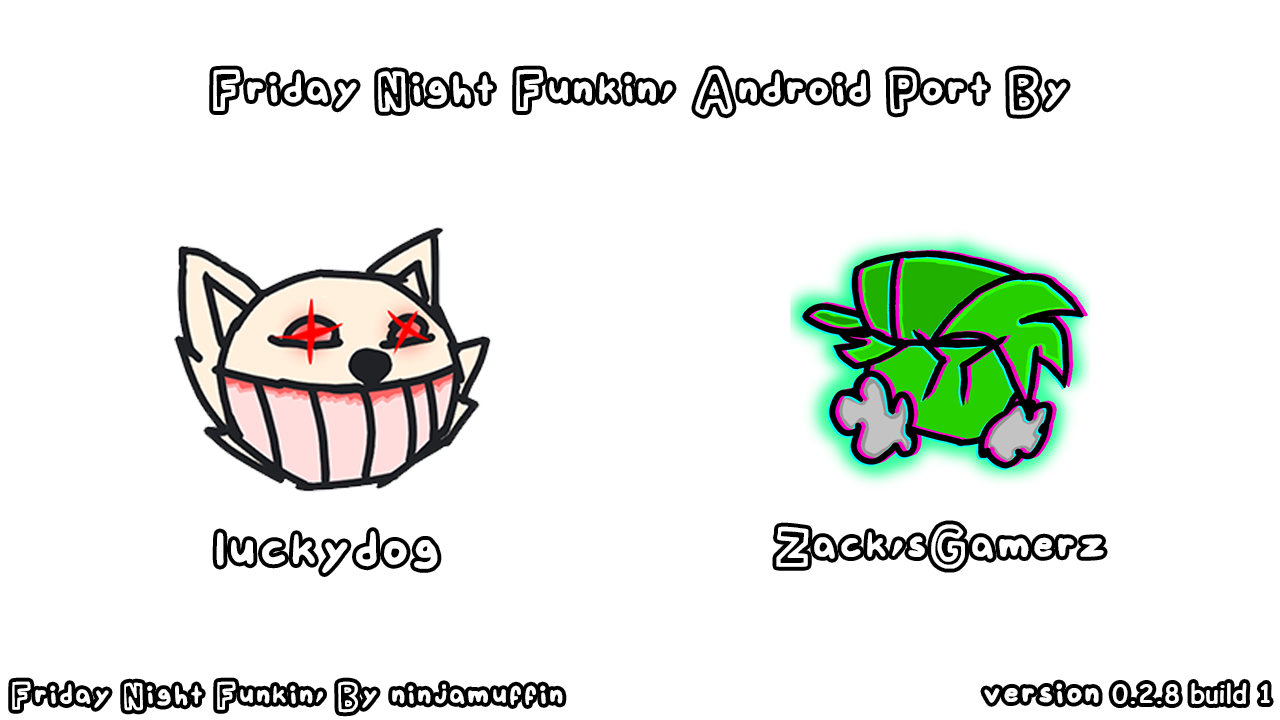 Friday Night Funkin' Android Port By
luckydog
Zack'sGamerz
Friday Night Funkin' By ninjamuffin
version 0.2.8 build 1